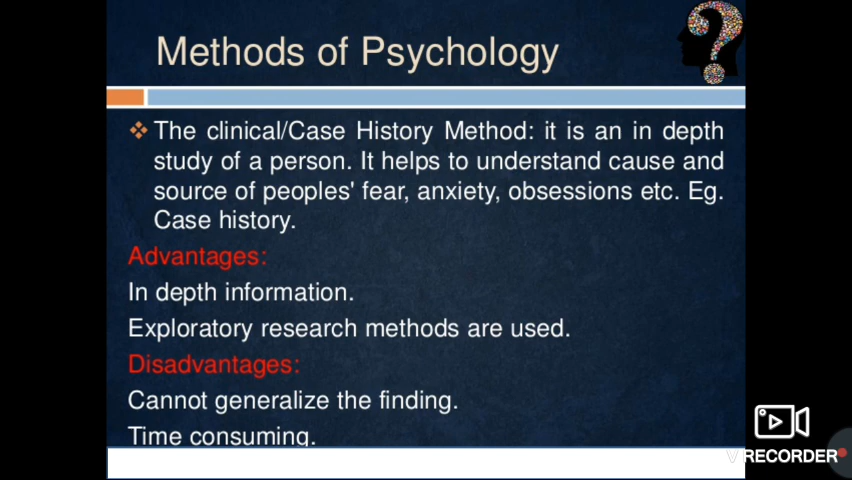 Methods of Psychology
The clinical/Case History Method: it is an in depth
study of a person. It helps to understand cause and
source of peoples' fear, anxiety, obsessions etc. Eg.
Case history.
Advantages:
In depth information.
Exploratory research methods are used.
Disadvantages:
Cannot generalize the finding.
Time consuming.
V RECORDER